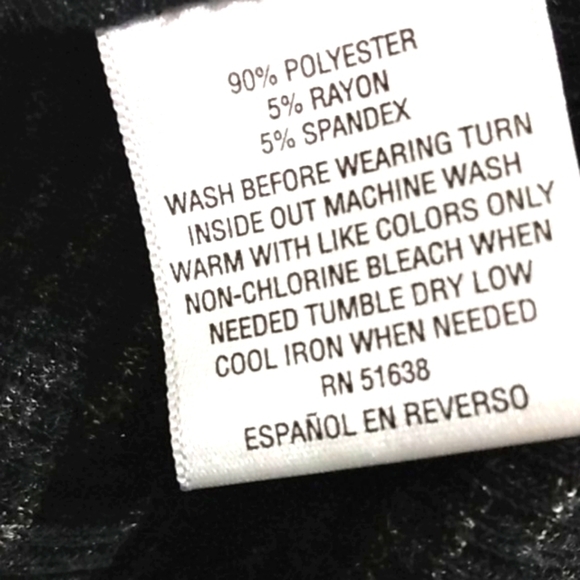 90% POLYESTER
5% RAYON
5% SPANDEX
WASH BEFORE WEARING TURN
INSIDE OUT MACHINE WASH
WARM WITH LIKE COLORS ONLY
NON-CHLORINE BLEACH WHEN
NEEDED TUMBLE DRY LOW
COOL IRON WHEN NEEDED
RN 51638
ESPAÑOL EN REVERSO